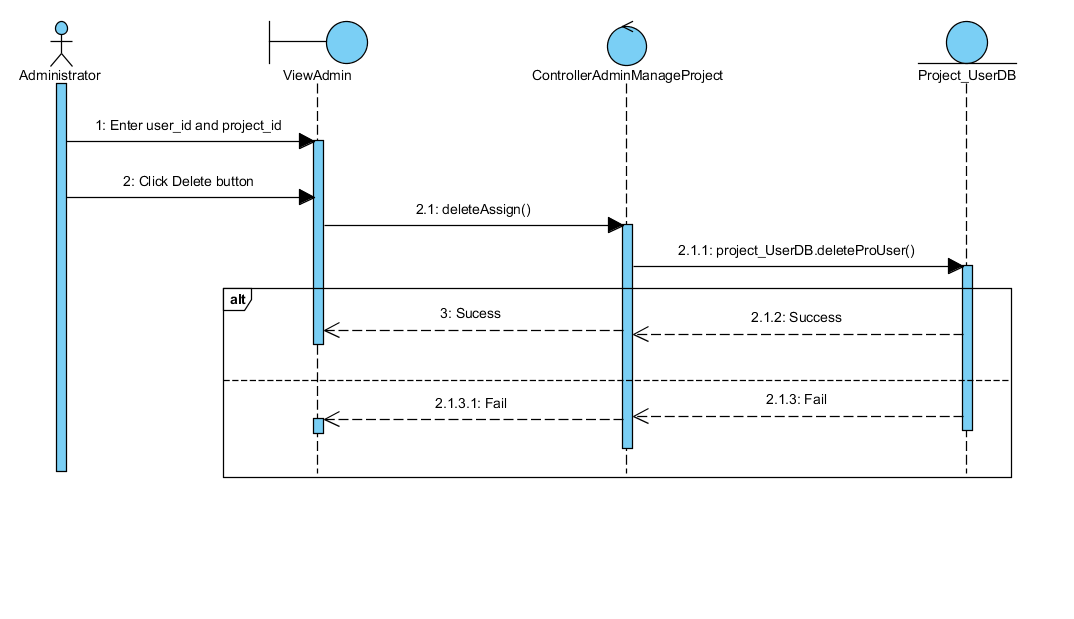 Administrator
ViewAdmin
ControllerAdminManageProject
Project_UserDB
1: Enter user_id and project_id
2: Click Delete button
2.1: deleteAssign()
2.1.1: project_UserDB.deleteProUser()
alt
3: Sucess
2.1.2: Success
2.1.3.1: Fail
2.1.3: Fail